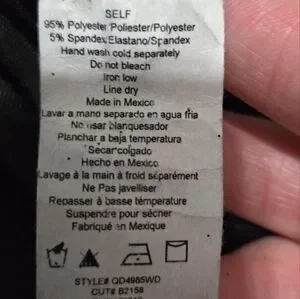 SELF
95% Polyester/Poliester/Polyester
5% Spandex/Elastano/Spandex
Hand wash cold separately
Do not bleach
Iron low
Line dry
Made in Mexico
Lavar a mano separado en agua fria
No usar blanquesador
Planchar a baja temperatura
Secar colgado
Hecho en Mexico
Lavage à la main à froid séparément
Ne Pas javelliser
Repasser à basse température
Suspendre pour sécher
Fabriqué en Mexique
STYLE# QD4985WD
CUT# B2158